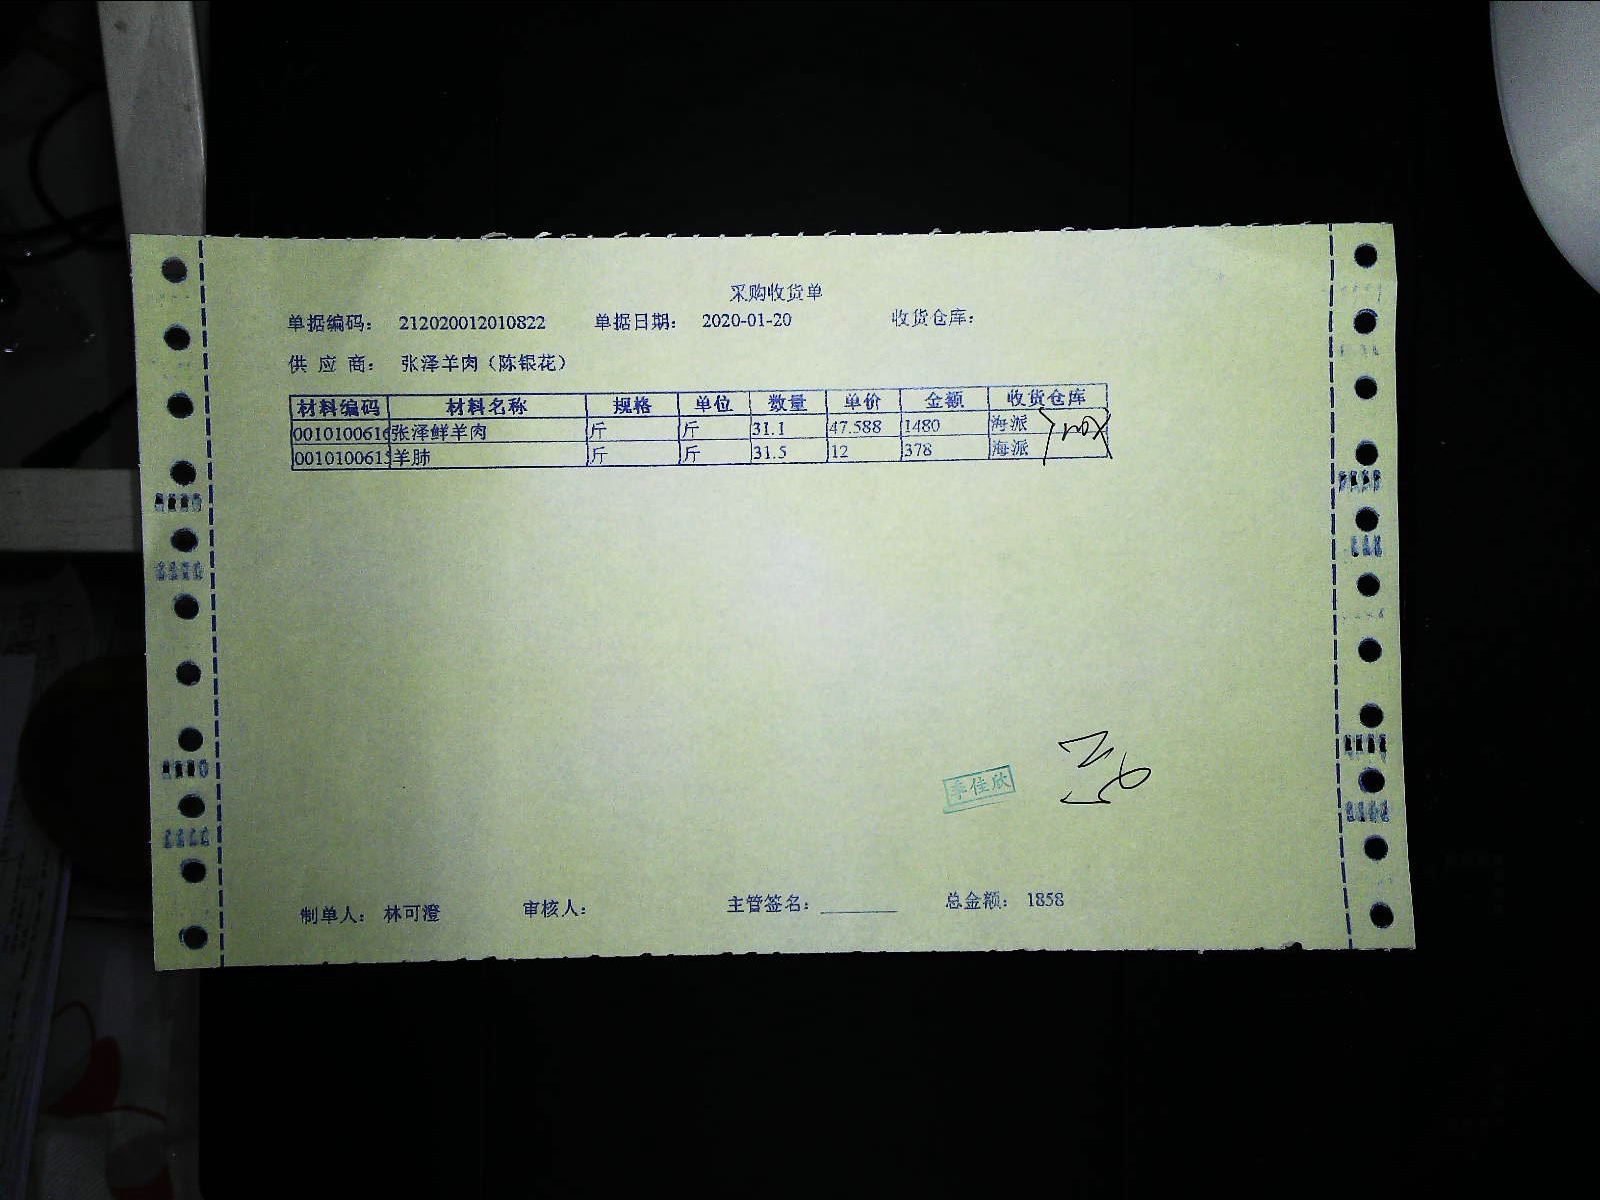 采购收货单
单据编码： 212020012010822 单据日期： 2020-01-20 收货仓库：
供 应 商： 张泽羊肉（陈银花）
材料编码 材料名称 规格 单位 数量 单价 金额 收货仓库
0010100616 张泽鲜羊肉 斤 斤 31.1 47.588 1480 海派
001010061 羊肺 斤 斤 31.5 12 378 海派
李佳欣
制单人： 林可澄 审核人： 主管签名： 总金额： 1858